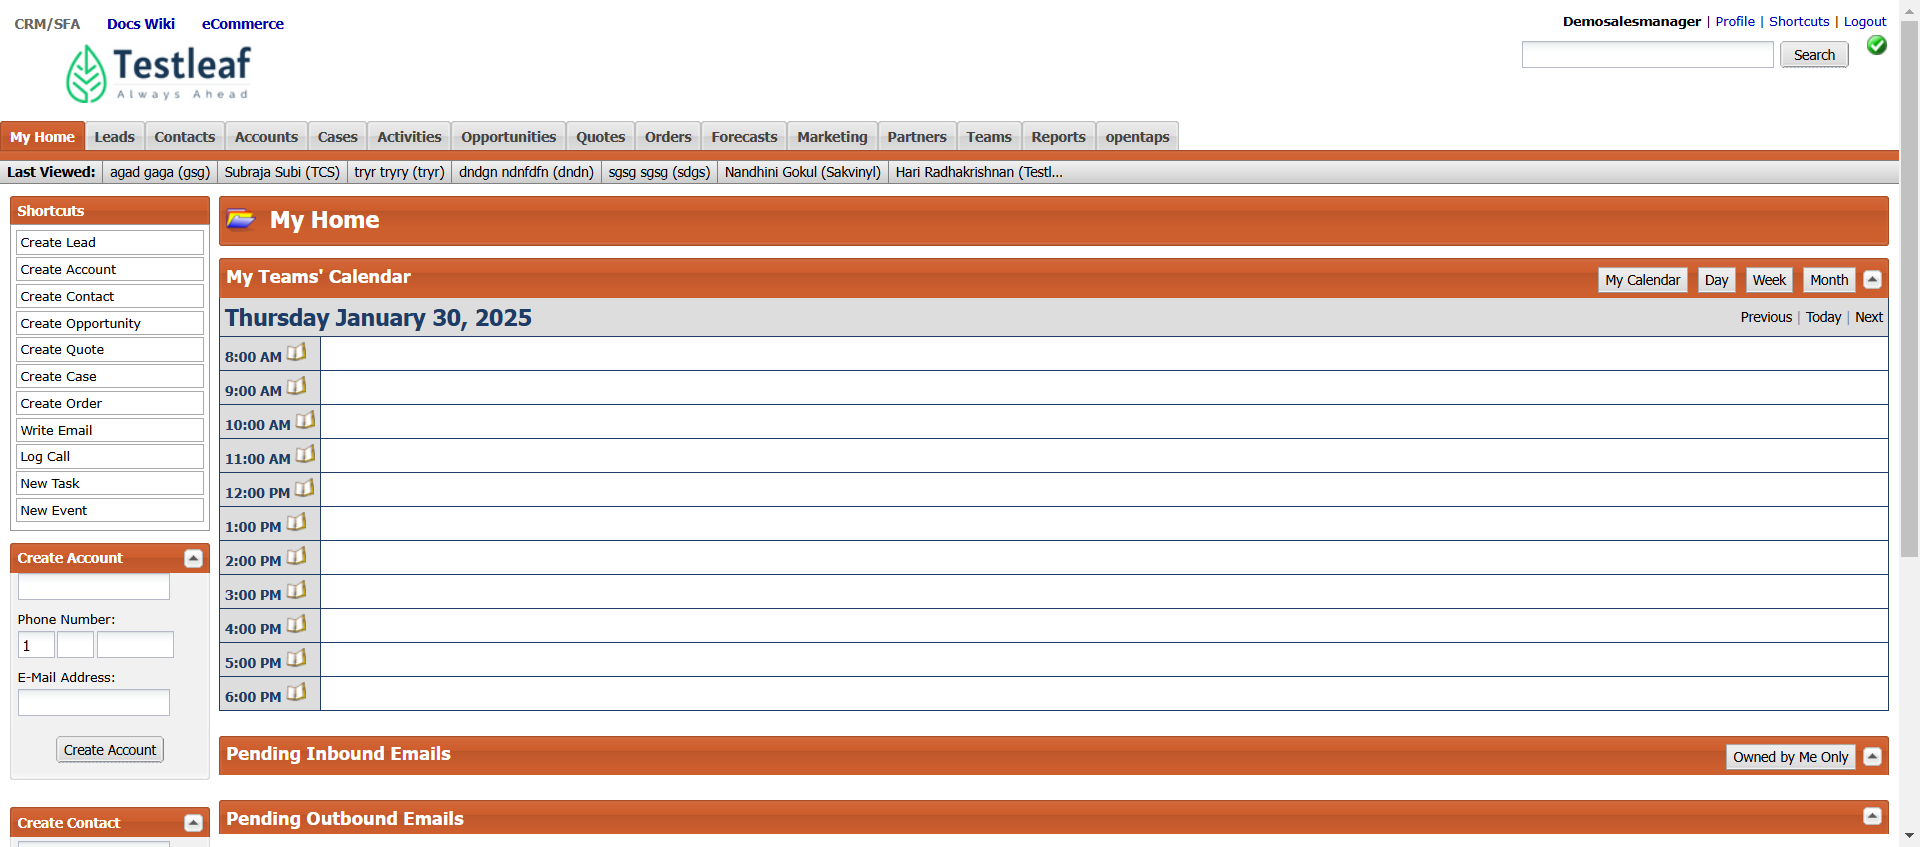 CRM/SFA Docs Wiki eCommerce
Demosalesmanager | Profile | Shortcuts | Logout
Testleaf
Always Ahead
Search
My Home Leads Contacts Accounts Cases Activities Opportunities Quotes Orders Forecasts Marketing Partners Teams Reports opentaps
Last Viewed: agad gaga (gsg) Subraja Subi (TCS) tryr tryry (tryr) dndgn ndnfdfn (dndn) sgsg sgsg (sdgs) Nandhini Gokul (Sakvinyl) Hari Radhakrishnan (Testl...
Shortcuts
Create Lead
Create Account
Create Contact
Create Opportunity
Create Quote
Create Case
Create Order
Write Email
Log Call
New Task
New Event
Create Account
Phone Number:
1
E-Mail Address:
Create Account
Create Contact
My Home
My Teams' Calendar
My Calendar Day Week Month
Thursday January 30, 2025
Previous | Today | Next
8:00 AM
9:00 AM
10:00 AM
11:00 AM
12:00 PM
1:00 PM
2:00 PM
3:00 PM
4:00 PM
5:00 PM
6:00 PM
Pending Inbound Emails
Owned by Me Only
Pending Outbound Emails